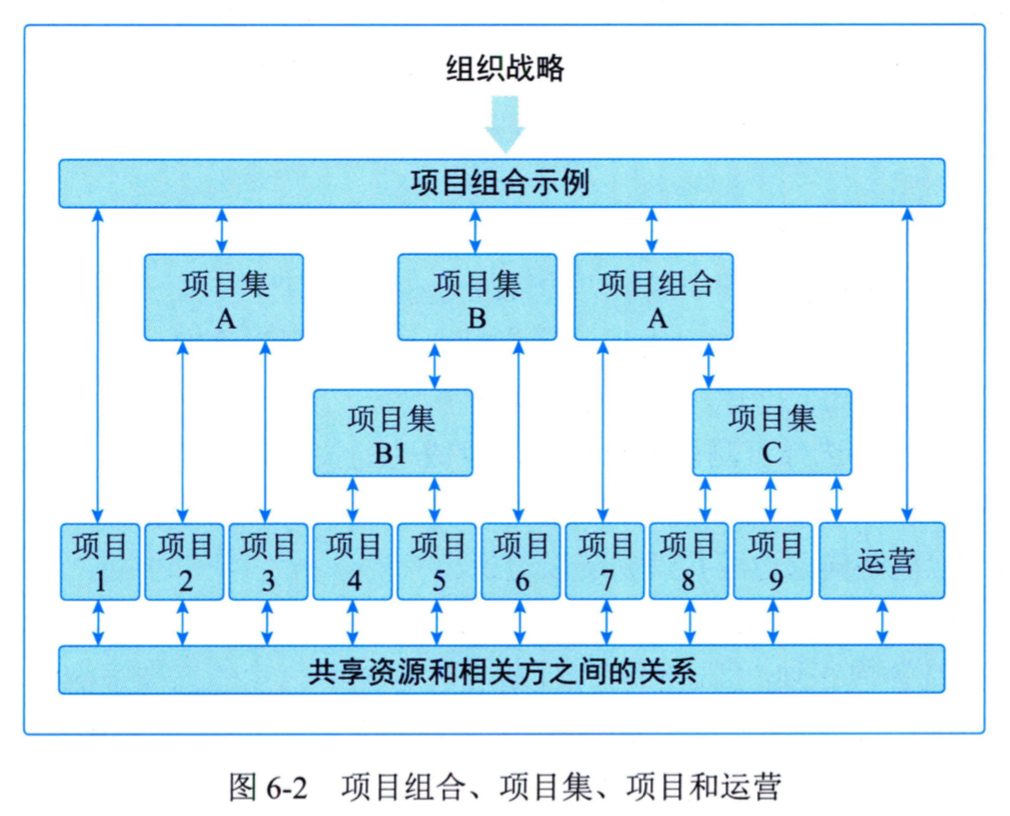 组织战略
项目组合示例
项目集
A
项目集
B
项目组合
A
项目集
B1
项目集
C
项目
1
项目
2
项目
3
项目
4
项目
5
项目
6
项目
7
项目
8
项目
9
运营
共享资源和相关方之间的关系
图 6-2 项目组合、项目集、项目和运营